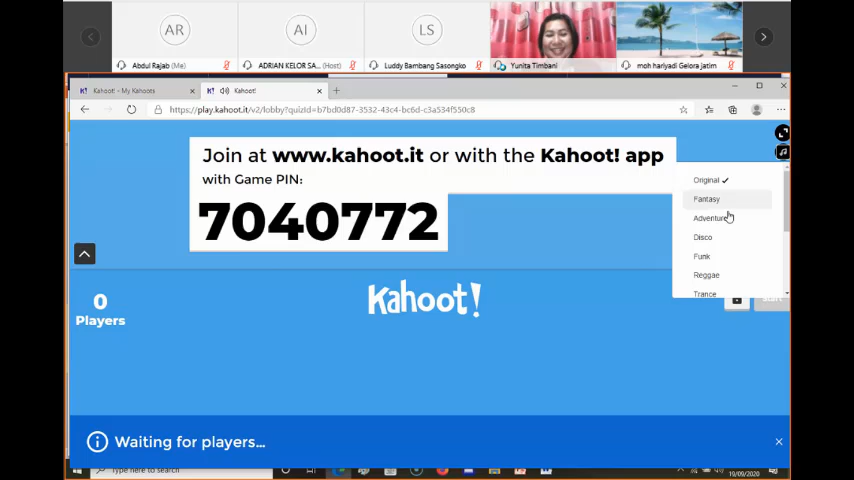 AR
AI
LS
Abdul Rajab (Me)
ADRIAN KELOR SA... (Host)
Luddy Bambang Sasongko
Yunita Timbani
moh hariyadi Gelora jatim
Kahoot! - My Kahoots
Kahoot!
https://play.kahoot.it/v2/lobby?quizId=b7bd0d87-3532-43c4-bc6d-c3a534f550c8
Join at www.kahoot.it or with the Kahoot! app
with Game PIN:
7040772
Original
Fantasy
Adventure
Disco
Funk
Reggae
Trance
Start
0
Players
Kahoot!
Waiting for players...
Type here to search
19/09/2020